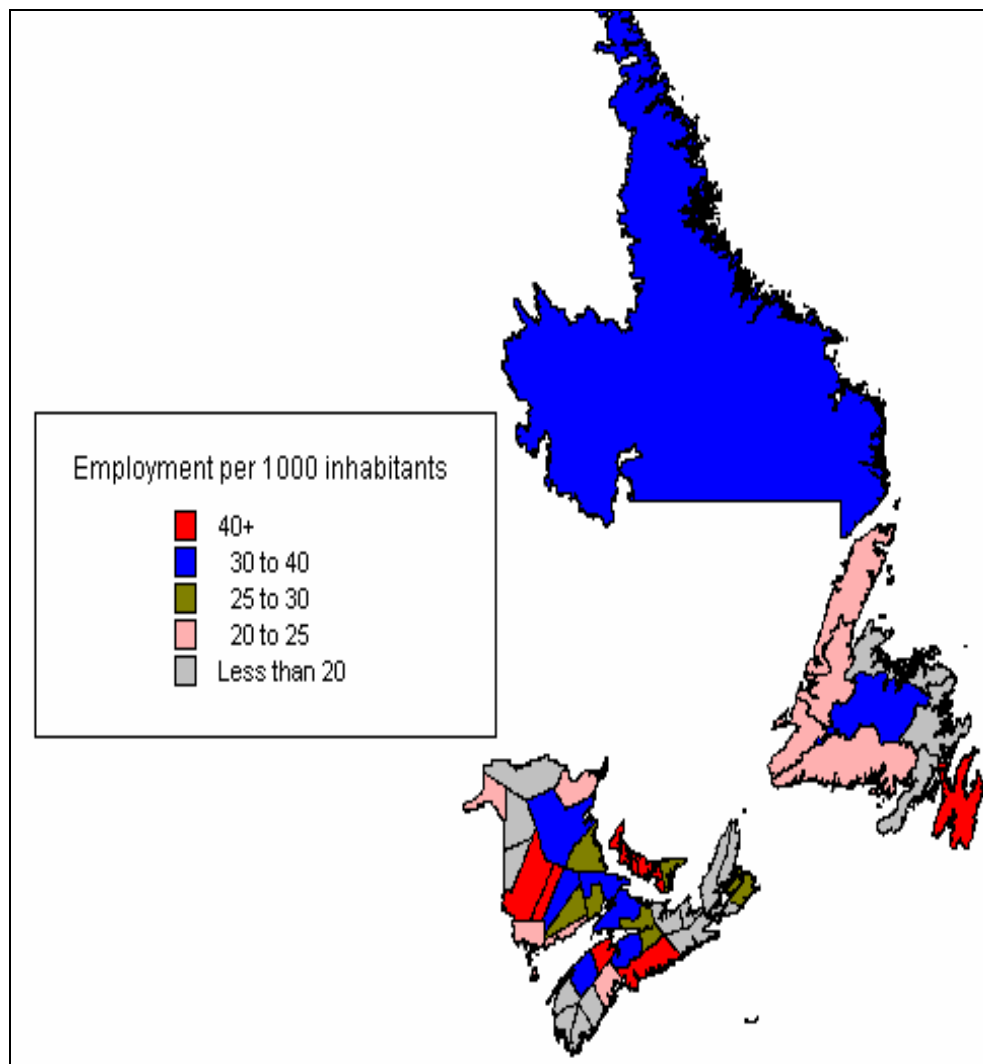 Employment per 1000 inhabitants
40+
30 to 40
25 to 30
20 to 25
Less than 20